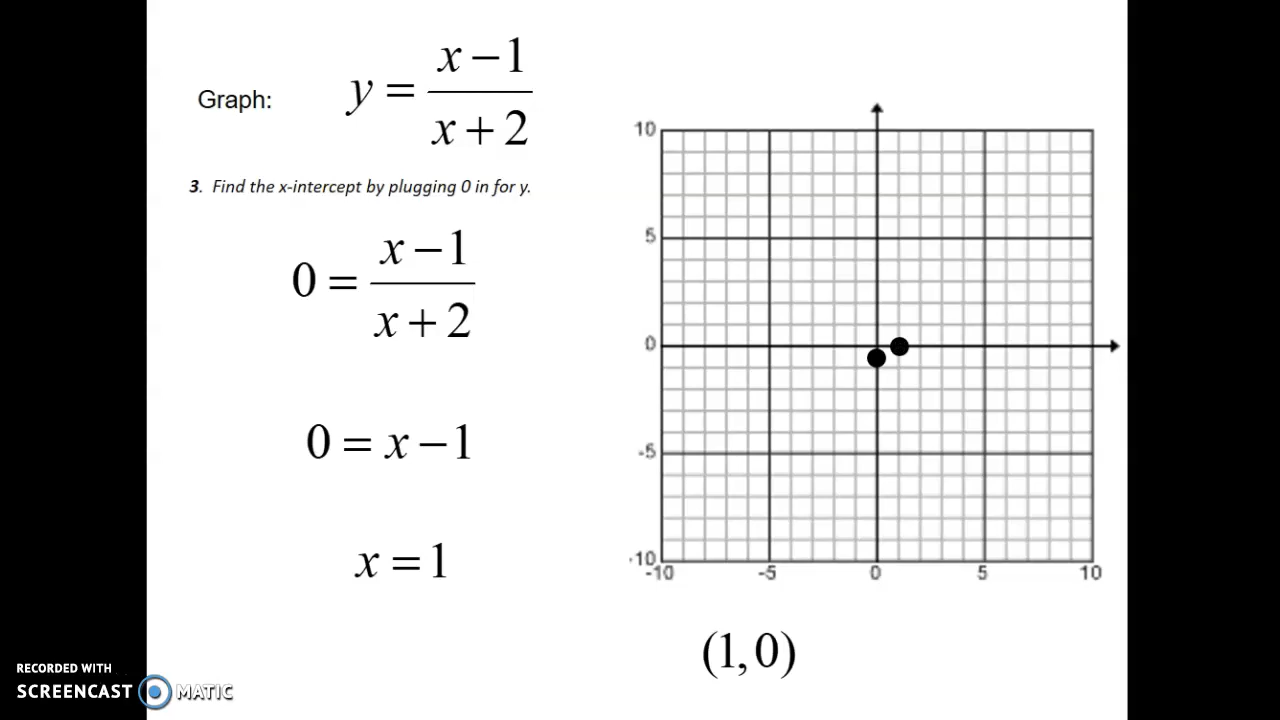 Graph: y = (x − 1)/(x + 2)
3. Find the x-intercept by plugging 0 in for y.
0 = (x − 1)/(x + 2)
0 = x − 1
x = 1
10
5
0
-5
-10
-10 -5 0 5 10
(1, 0)
RECORDED WITH
SCREENCAST MATIC